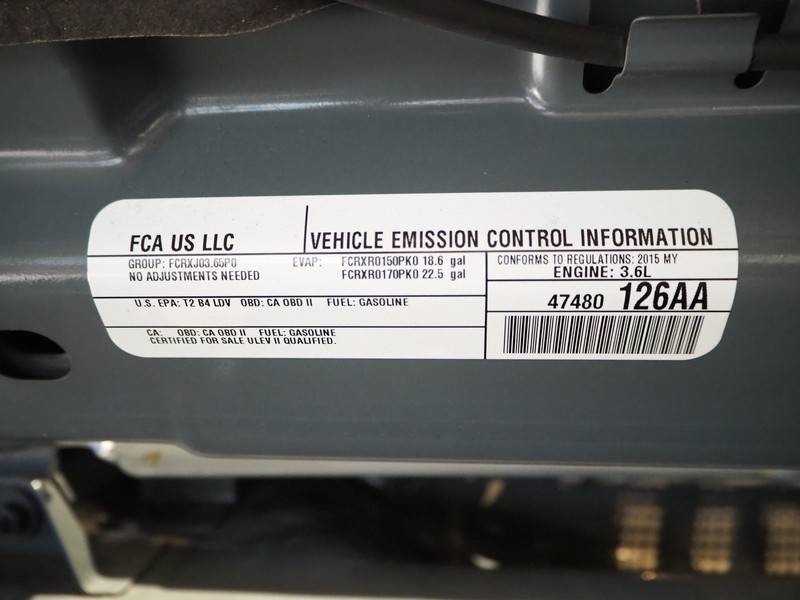 FCA US LLC
VEHICLE EMISSION CONTROL INFORMATION
GROUP: FCRXJ03.65P0 EVAP: FCRXR0150PK0 18.6 gal
NO ADJUSTMENTS NEEDED FCRXR0170PK0 22.5 gal
CONFORMS TO REGULATIONS: 2015 MY
ENGINE: 3.6L
U.S. EPA: T2 B4 LDV OBD: CA OBD II FUEL: GASOLINE
47480 126AA
CA: OBD: CA OBD II FUEL: GASOLINE
CERTIFIED FOR SALE ULEV II QUALIFIED.